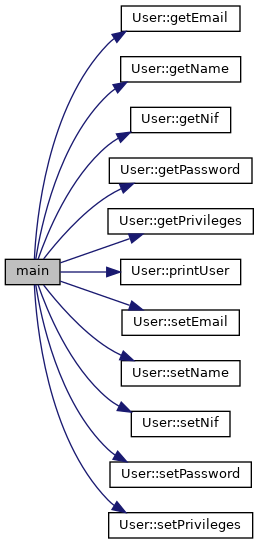 User::getEmail
User::getName
User::getNif
User::getPassword
User::getPrivileges
main
User::printUser
User::setEmail
User::setName
User::setNif
User::setPassword
User::setPrivileges